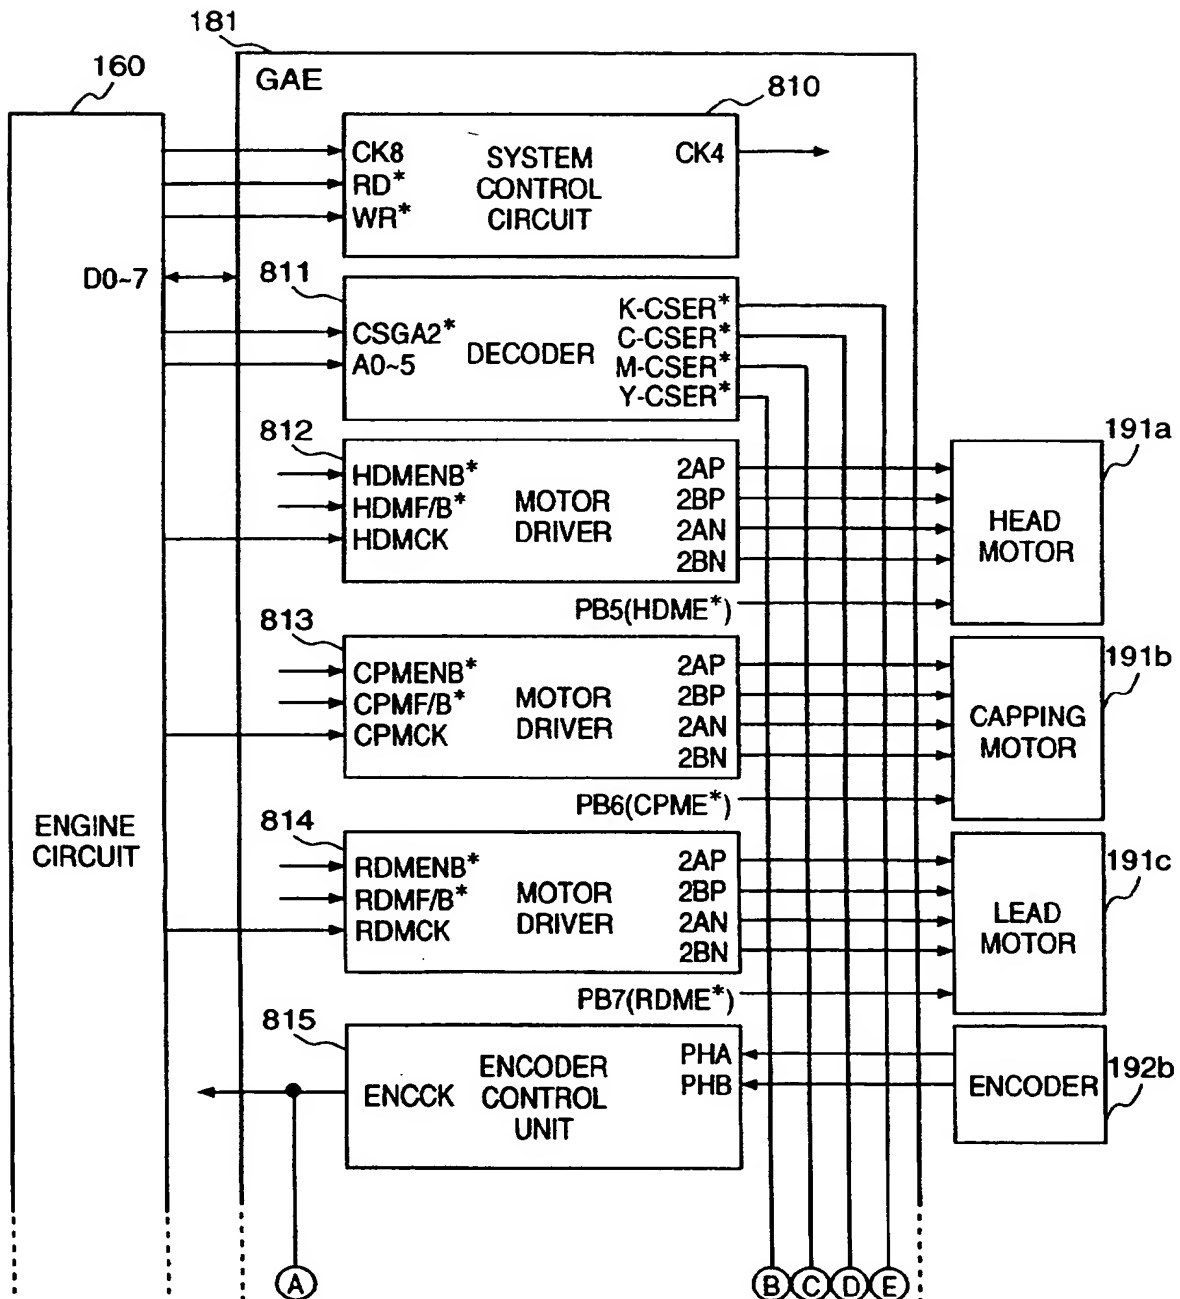 181
160
GAE
810
CK8
RD*
WR*
SYSTEM
CONTROL
CIRCUIT
CK4
D0~7
811
CSGA2*
A0~5
DECODER
K-CSER*
C-CSER*
M-CSER*
Y-CSER*
812
HDMENB*
HDMF/B*
HDMCK
MOTOR
DRIVER
2AP
2BP
2AN
2BN
191a
HEAD
MOTOR
PB5(HDME*)
813
CPMENB*
CPMF/B*
CPMCK
MOTOR
DRIVER
2AP
2BP
2AN
2BN
191b
CAPPING
MOTOR
PB6(CPME*)
ENGINE
CIRCUIT
814
RDMENB*
RDMF/B*
RDMCK
MOTOR
DRIVER
2AP
2BP
2AN
2BN
191c
LEAD
MOTOR
PB7(RDME*)
815
ENCCK
ENCODER
CONTROL
UNIT
PHA
PHB
ENCODER
192b
A
B
C
D
E